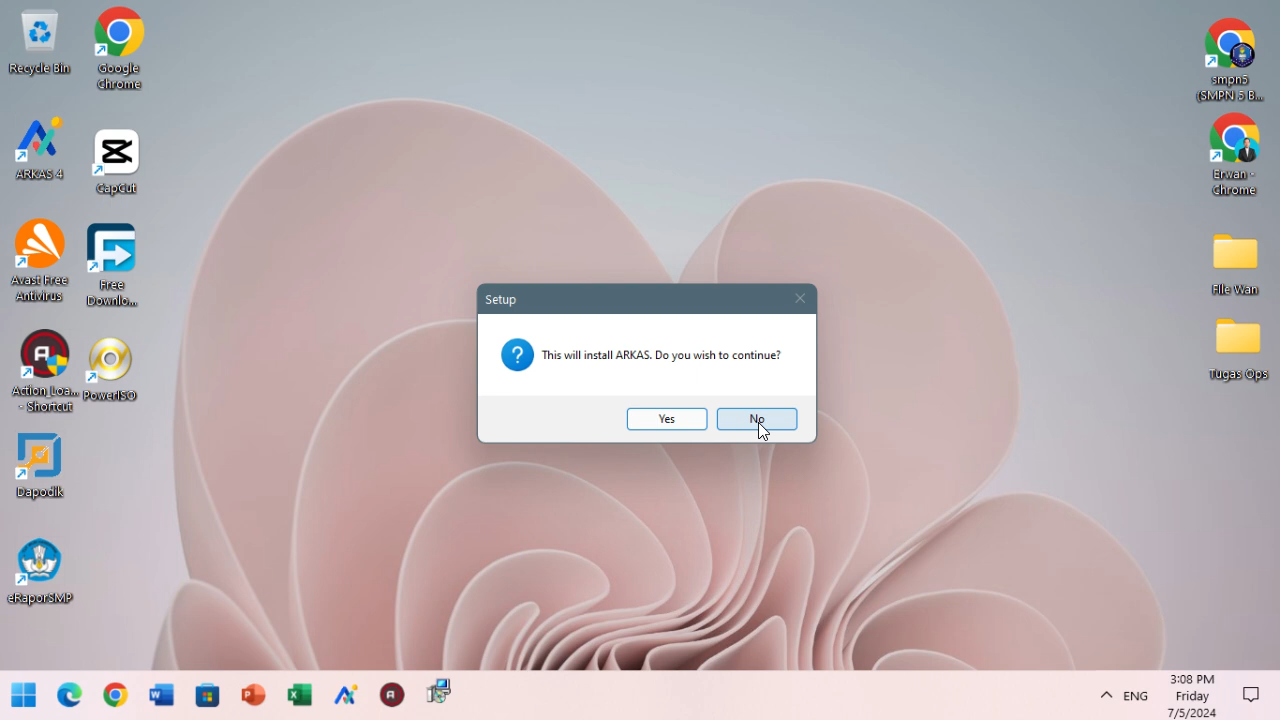 Recycle Bin
Google
Chrome
ARKAS 4
CapCut
Avast Free
Antivirus
Free
Downlo...
Action_Loa...
- Shortcut
PowerISO
Dapodik
eRaporSMP
smpn5
(SMPN 5 B...
Erwan -
Chrome
File Wan
Tugas Ops
Setup
This will install ARKAS. Do you wish to continue?
Yes
No
ENG
3:08 PM
Friday
7/5/2024